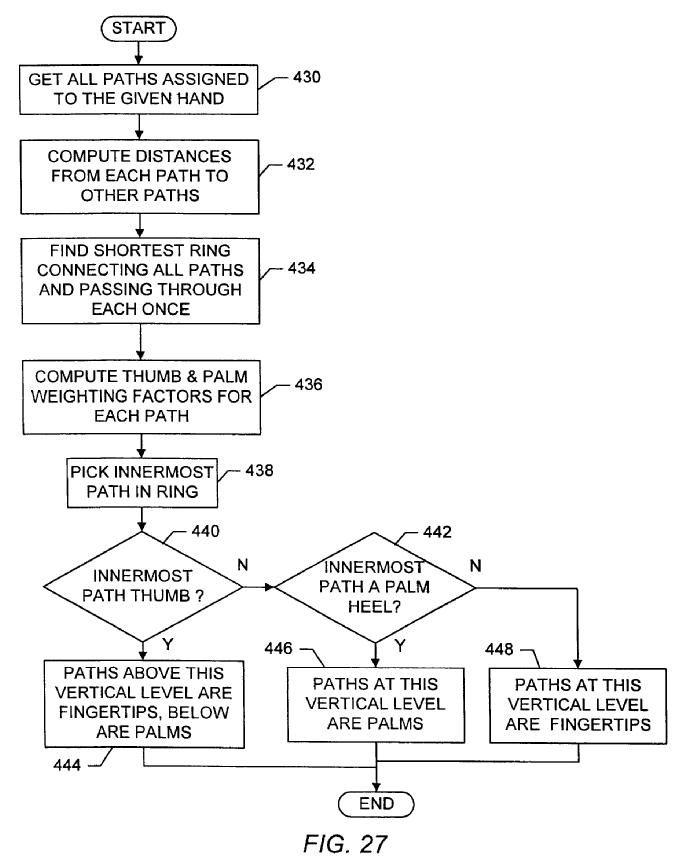 START
GET ALL PATHS ASSIGNED
TO THE GIVEN HAND
430
COMPUTE DISTANCES
FROM EACH PATH TO
OTHER PATHS
432
FIND SHORTEST RING
CONNECTING ALL PATHS
AND PASSING THROUGH
EACH ONCE
434
COMPUTE THUMB & PALM
WEIGHTING FACTORS FOR
EACH PATH
436
PICK INNERMOST
PATH IN RING
438
440
INNERMOST
PATH THUMB ?
N
Y
442
INNERMOST
PATH A PALM
HEEL?
N
Y
PATHS ABOVE THIS
VERTICAL LEVEL ARE
FINGERTIPS, BELOW
ARE PALMS
444
446
PATHS AT THIS
VERTICAL LEVEL
ARE PALMS
448
PATHS AT THIS
VERTICAL LEVEL
ARE FINGERTIPS
END
FIG. 27